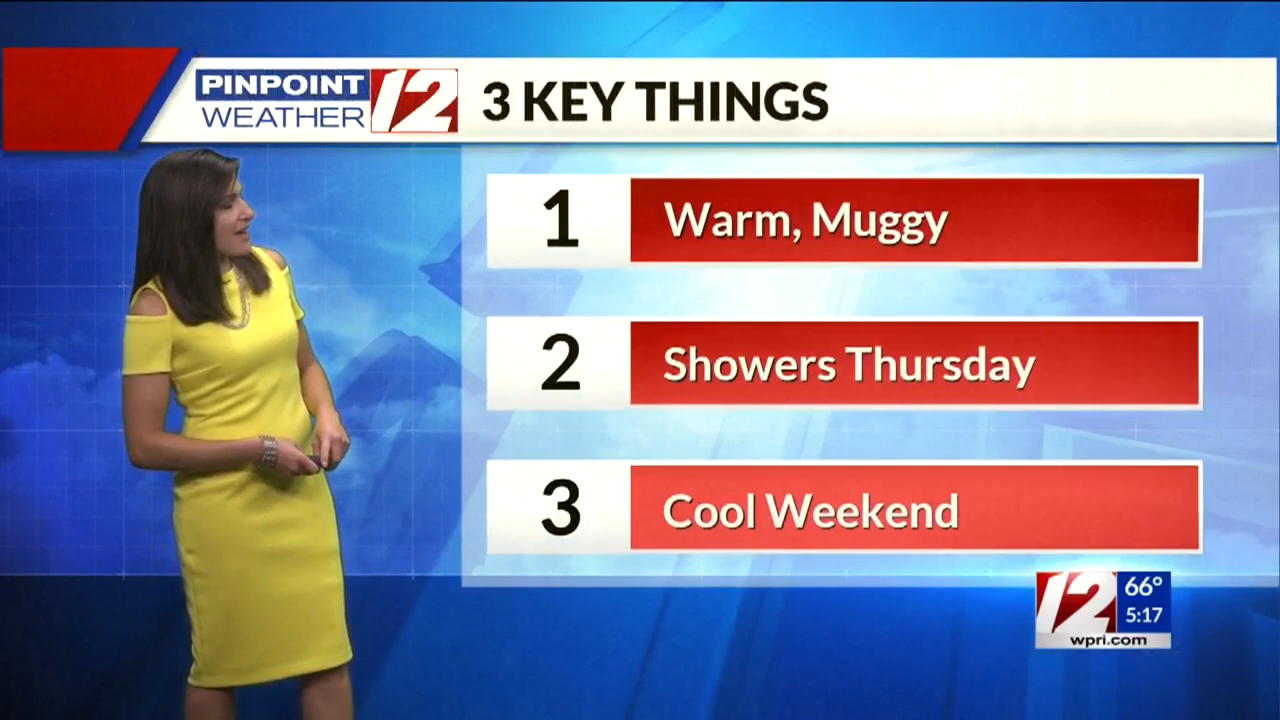 PINPOINT
WEATHER 12
3 KEY THINGS
1 Warm, Muggy
2 Showers Thursday
3 Cool Weekend
12 66°
5:17
wpri.com